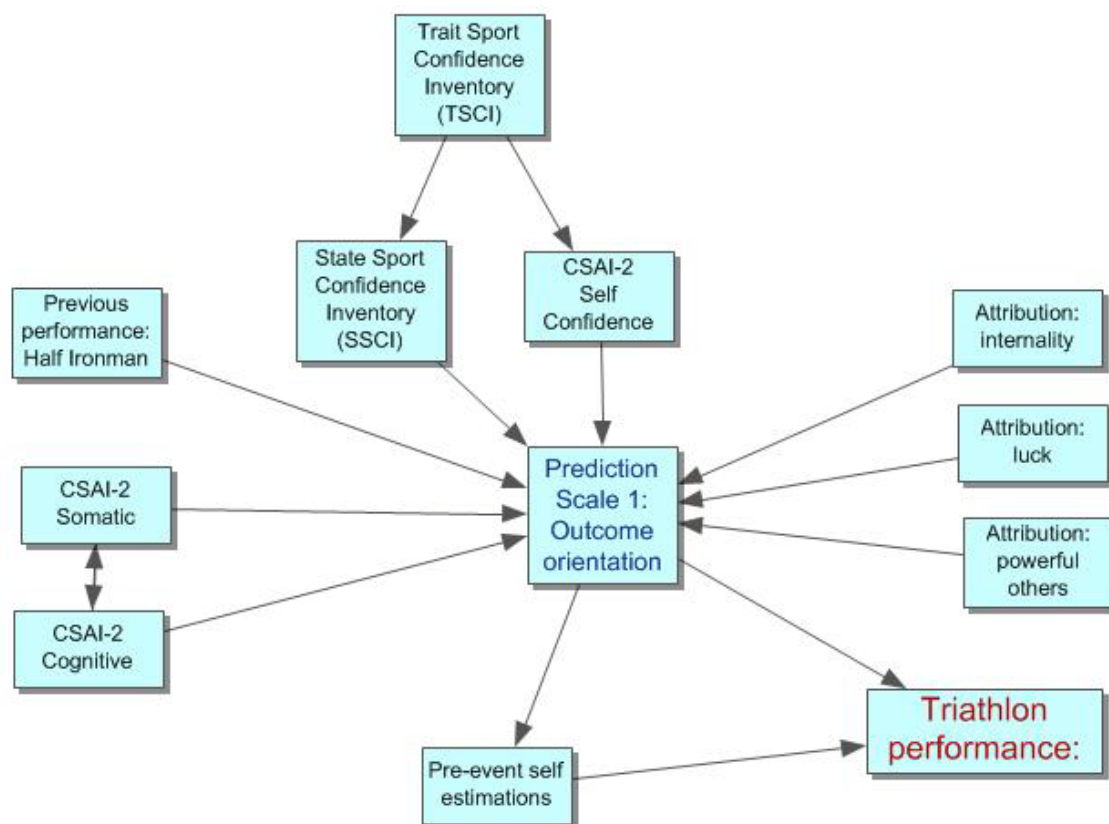 Trait Sport
Confidence
Inventory
(TSCI)
State Sport
Confidence
Inventory
(SSCI)
CSAI-2
Self
Confidence
Previous
performance:
Half Ironman
Attribution:
internality
Attribution:
luck
CSAI-2
Somatic
Prediction
Scale 1:
Outcome
orientation
Attribution:
powerful
others
CSAI-2
Cognitive
Triathlon
performance:
Pre-event self
estimations